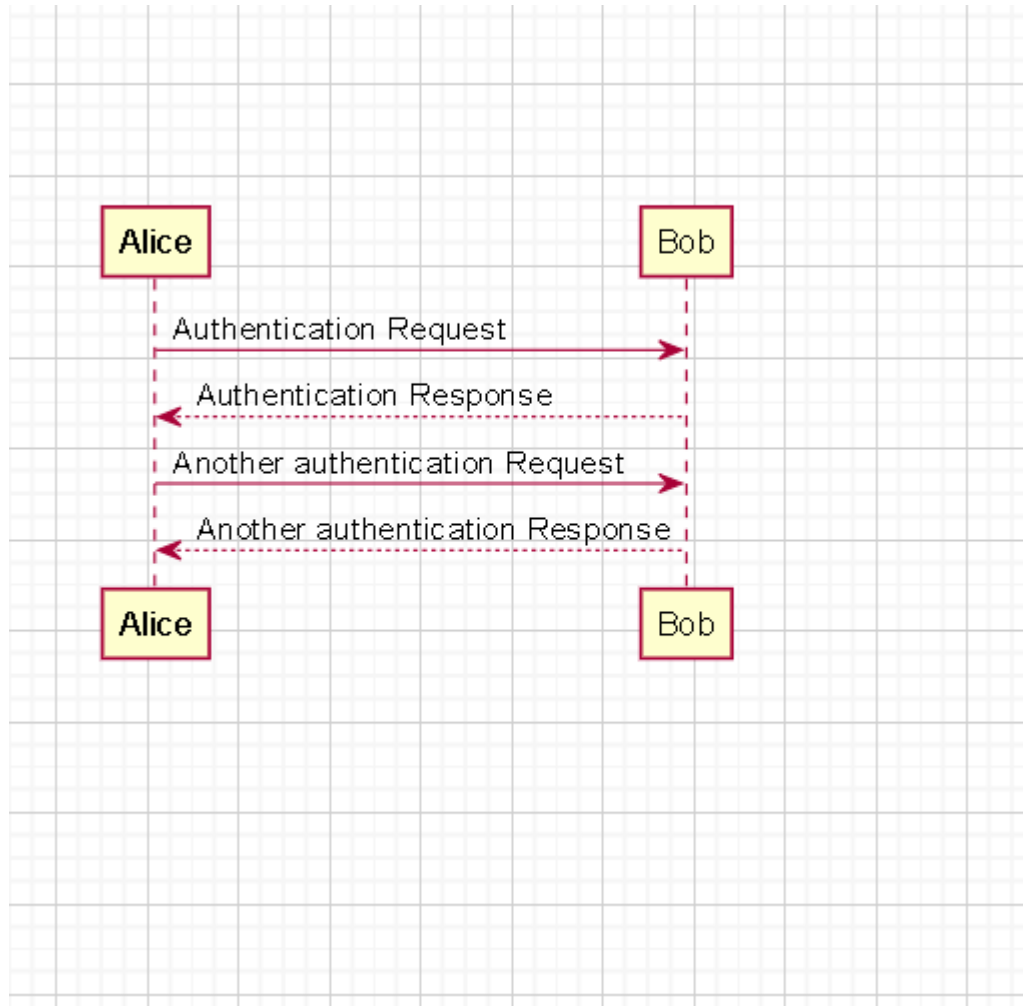 Alice
Bob
Authentication Request
Authentication Response
Another authentication Request
Another authentication Response
Alice
Bob